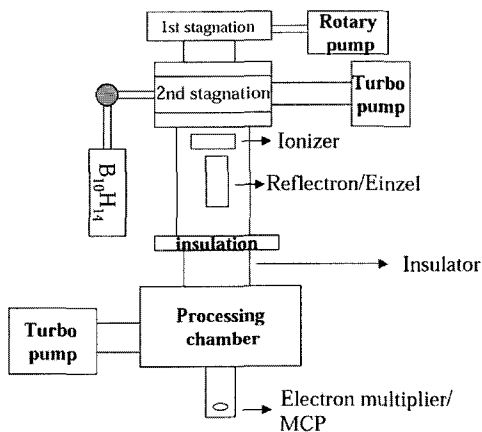 1st stagnation
Rotary
pump
2nd stagnation
Turbo
pump
B10H14
Ionizer
Reflectron/Einzel
insulation
Insulator
Processing
chamber
Turbo
pump
Electron multiplier/
MCP